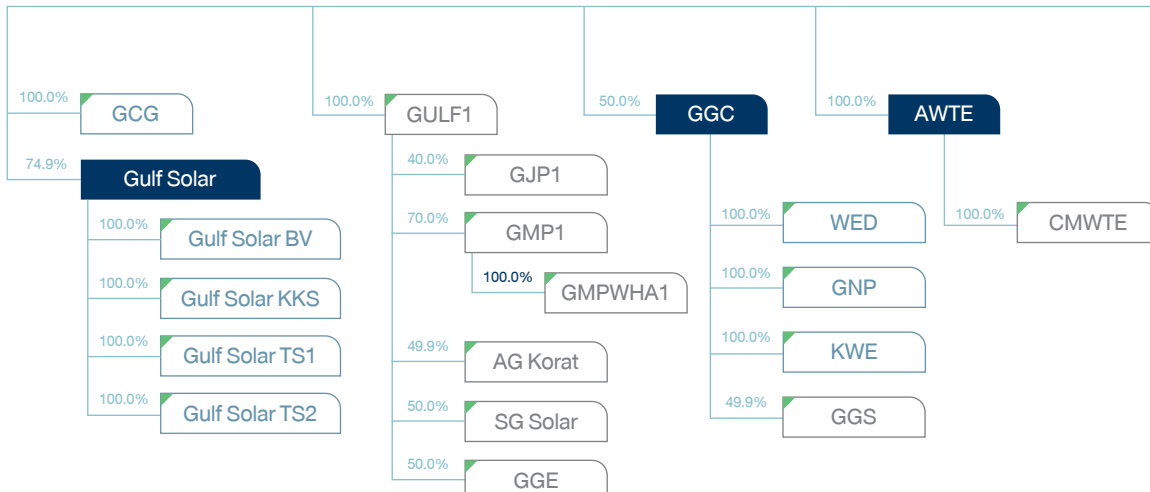 100.0%
GCG
74.9%
Gulf Solar
100.0%
Gulf Solar BV
100.0%
Gulf Solar KKS
100.0%
Gulf Solar TS1
100.0%
Gulf Solar TS2
100.0%
GULF1
40.0%
GJP1
70.0%
GMP1
100.0%
GMPWHA1
49.9%
AG Korat
50.0%
SG Solar
50.0%
GGE
50.0%
GGC
100.0%
WED
100.0%
GNP
100.0%
KWE
49.9%
GGS
100.0%
AWTE
100.0%
CMWTE